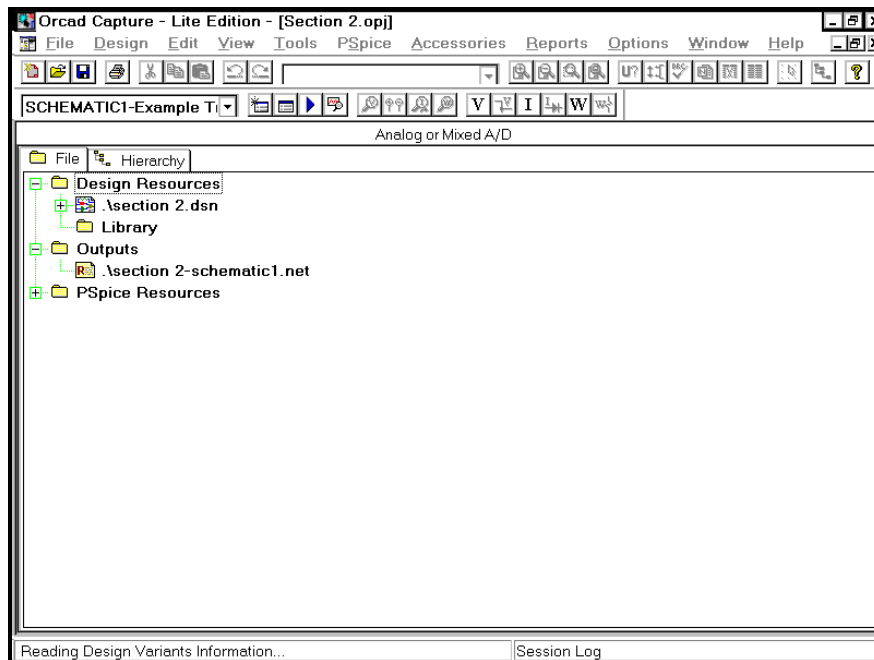 Orcad Capture - Lite Edition - [Section 2.opj]
File Design Edit View Tools PSpice Accessories Reports Options Window Help
U?
SCHEMATIC1-Example Tr V I W
Analog or Mixed A/D
File Hierarchy
Design Resources
.\section 2.dsn
Library
Outputs
.\section 2-schematic1.net
PSpice Resources
Reading Design Variants Information... Session Log